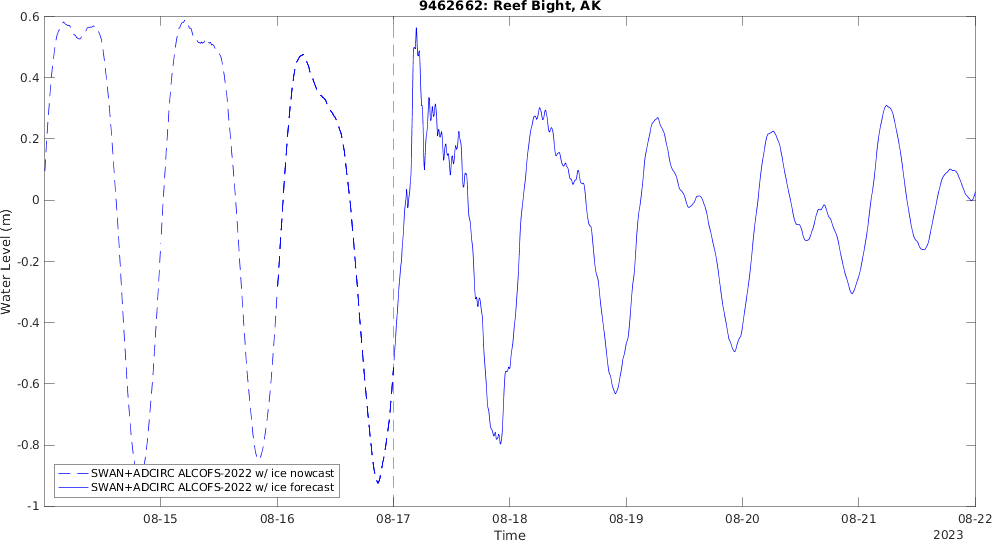 9462662: Reef Bight, AK
0.6
0.4
0.2
0
-0.2
-0.4
-0.6
-0.8
-1
Water Level (m)
SWAN+ADCIRC ALCOFS-2022 w/ ice nowcast
SWAN+ADCIRC ALCOFS-2022 w/ ice forecast
08-15 08-16 08-17 08-18 08-19 08-20 08-21 08-22
Time
2023